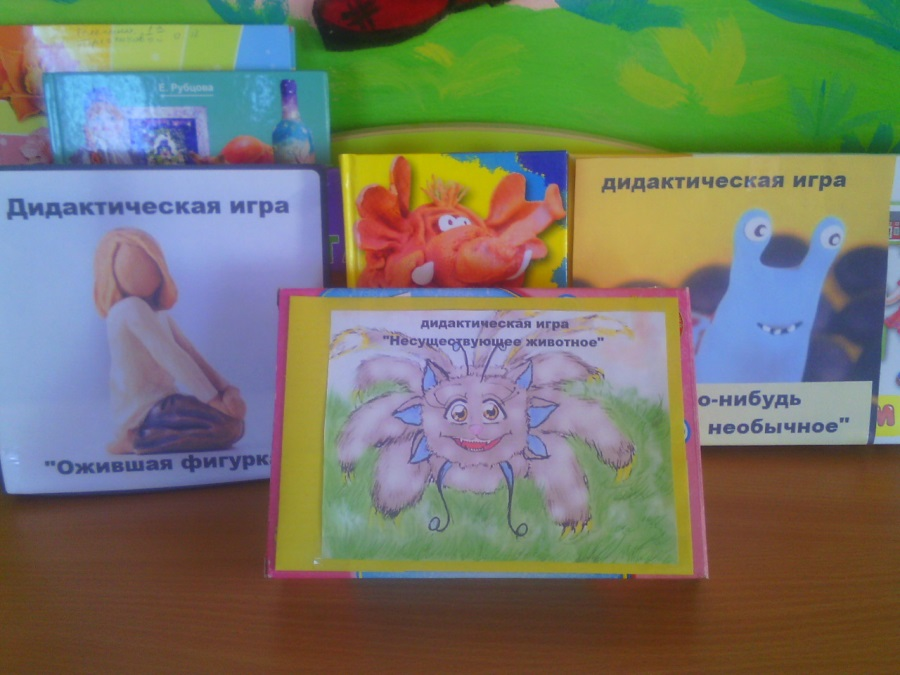 Е. Рубцова
Дидактическая игра
"Ожившая фигурка
дидактическая игра
"Несуществующее животное"
дидактическая игра
о-нибудь
необычное"